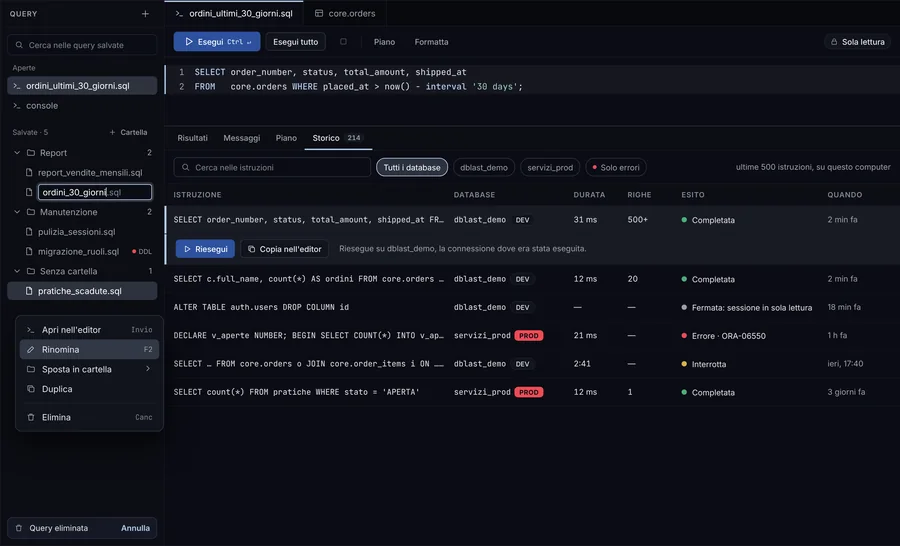 QUERY
Cerca nelle query salvate
Aperte
ordini_ultimi_30_giorni.sql
console
Salvate · 5
Cartella
Report 2
report_vendite_mensili.sql
ordini_30_giorni.sql
Manutenzione 2
pulizia_sessioni.sql
migrazione_ruoli.sql DDL
Senza cartella 1
pratiche_scadute.sql
Apri nell'editor Invio
Rinomina F2
Sposta in cartella
Duplica
Elimina Canc
Query eliminata Annulla
ordini_ultimi_30_giorni.sql core.orders
Esegui Ctrl ↵ Esegui tutto Piano Formatta Sola lettura
1 SELECT order_number, status, total_amount, shipped_at
2 FROM core.orders WHERE placed_at > now() - interval '30 days';
Risultati Messaggi Piano Storico 214
Cerca nelle istruzioni Tutti i database dblast_demo servizi_prod Solo errori ultime 500 istruzioni, su questo computer
ISTRUZIONE DATABASE DURATA RIGHE ESITO QUANDO
SELECT order_number, status, total_amount, shipped_at FR… dblast_demo DEV 31 ms 500+ Completata 2 min fa
Riesegui Copia nell'editor Riesegue su dblast_demo, la connessione dove era stata eseguita.
SELECT c.full_name, count(*) AS ordini FROM core.orders … dblast_demo DEV 12 ms 20 Completata 2 min fa
ALTER TABLE auth.users DROP COLUMN id dblast_demo DEV — — Fermata: sessione in sola lettura 18 min fa
DECLARE v_aperte NUMBER; BEGIN SELECT COUNT(*) INTO v_ap… servizi_prod PROD 21 ms — Errore · ORA-06550 1 h fa
SELECT … FROM core.orders o JOIN core.order_items i ON …… dblast_demo DEV 2:41 — Interrotta ieri, 17:40
SELECT count(*) FROM pratiche WHERE stato = 'APERTA' servizi_prod PROD 12 ms 1 Completata 3 giorni fa